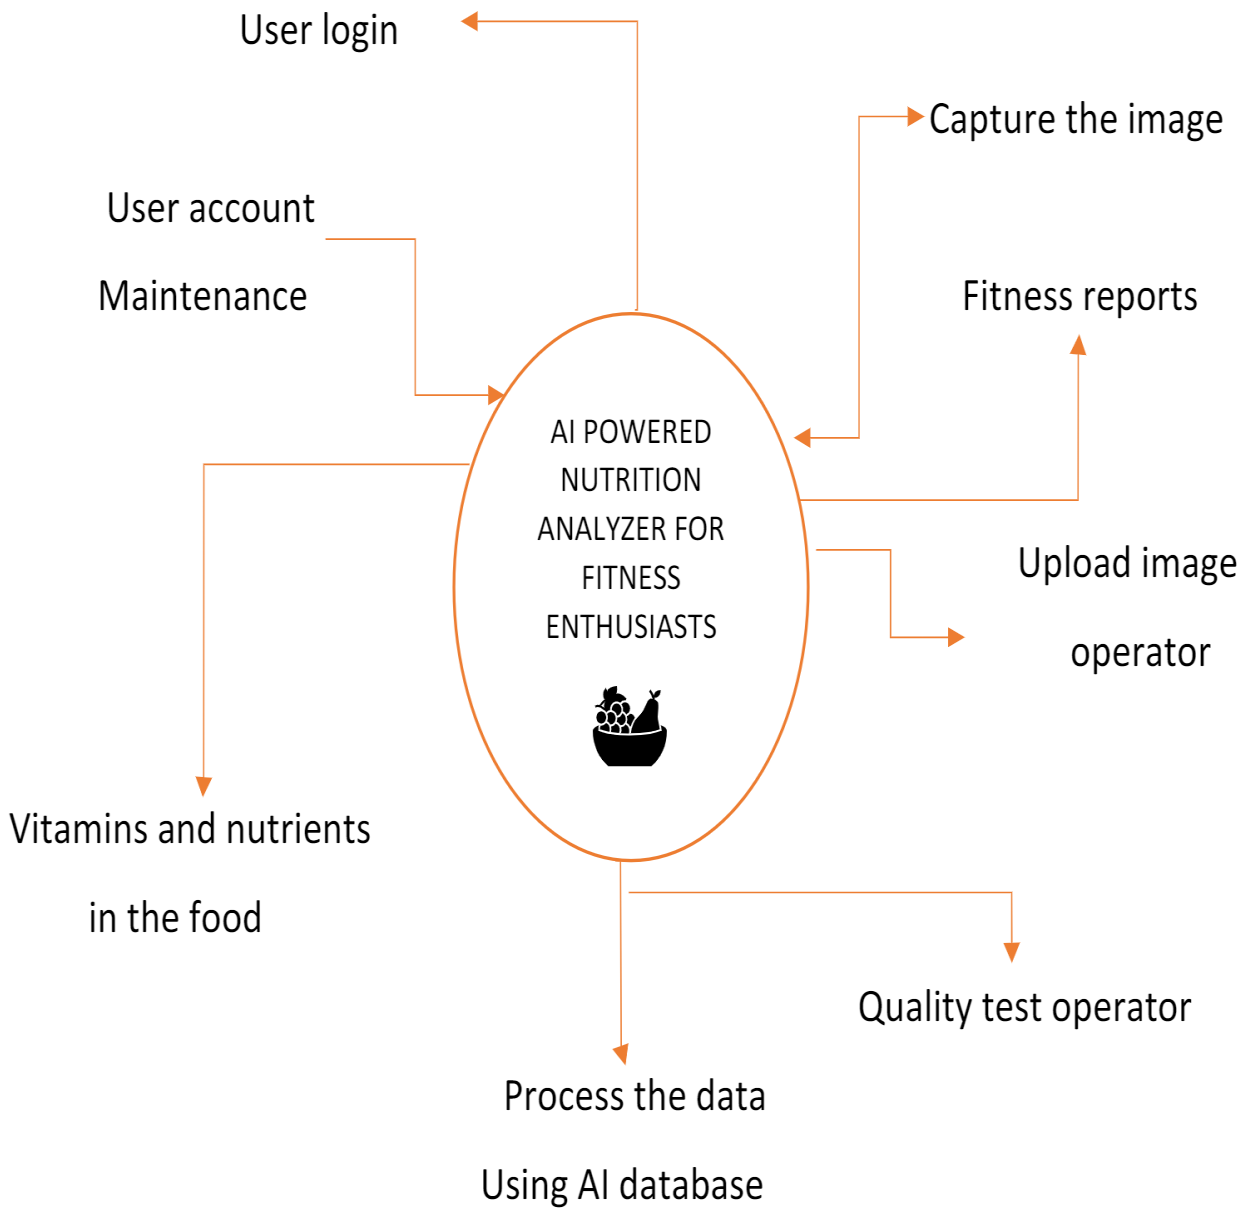 User login
Capture the image
User account
Maintenance
Fitness reports
AI POWERED
NUTRITION
ANALYZER FOR
FITNESS
ENTHUSIASTS
Upload image
operator
Vitamins and nutrients
in the food
Quality test operator
Process the data
Using AI database